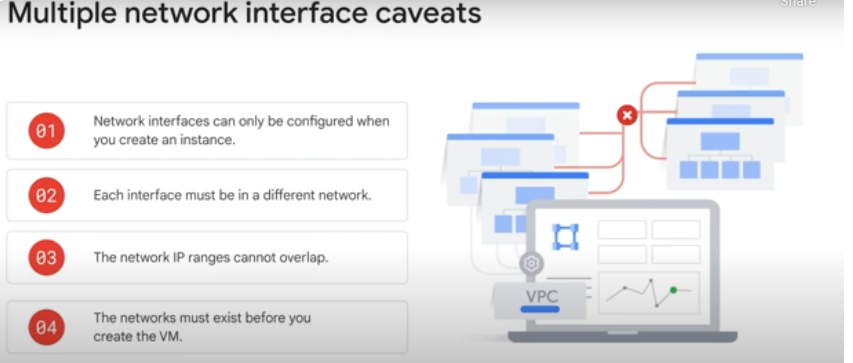 Multiple network interface caveats
Share
01
Network interfaces can only be configured when
you create an instance.
02
Each interface must be in a different network.
03
The network IP ranges cannot overlap.
04
The networks must exist before you
create the VM.
VPC